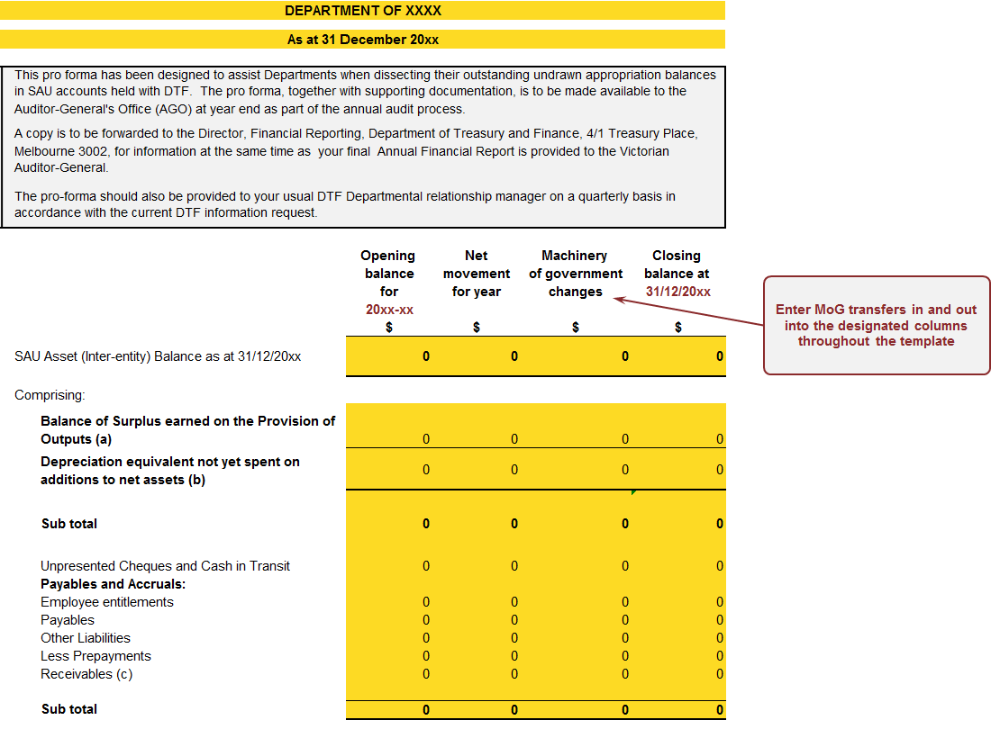 DEPARTMENT OF XXXX
As at 31 December 20xx
This pro forma has been designed to assist Departments when dissecting their outstanding undrawn appropriation balances
in SAU accounts held with DTF.  The pro forma, together with supporting documentation, is to be made available to the
Auditor-General's Office (AGO) at year end as part of the annual audit process.
A copy is to be forwarded to the Director, Financial Reporting, Department of Treasury and Finance, 4/1 Treasury Place,
Melbourne 3002, for information at the same time as  your final  Annual Financial Report is provided to the Victorian
Auditor-General.
The pro-forma should also be provided to your usual DTF Departmental relationship manager on a quarterly basis in
accordance with the current DTF information request.
Opening Net Machinery Closing
balance movement of government balance at
for for year changes 31/12/20xx
20xx-xx
$ $ $ $
Enter MoG transfers in and out
into the designated columns
throughout the template
SAU Asset (Inter-entity) Balance as at 31/12/20xx 0 0 0 0
Comprising:
Balance of Surplus earned on the Provision of
Outputs (a) 0 0 0 0
Depreciation equivalent not yet spent on
additions to net assets (b) 0 0 0 0
Sub total 0 0 0 0
Unpresented Cheques and Cash in Transit 0 0 0 0
Payables and Accruals:
Employee entitlements 0 0 0 0
Payables 0 0 0 0
Other Liabilities 0 0 0 0
Less Prepayments 0 0 0 0
Receivables (c) 0 0 0 0
Sub total 0 0 0 0